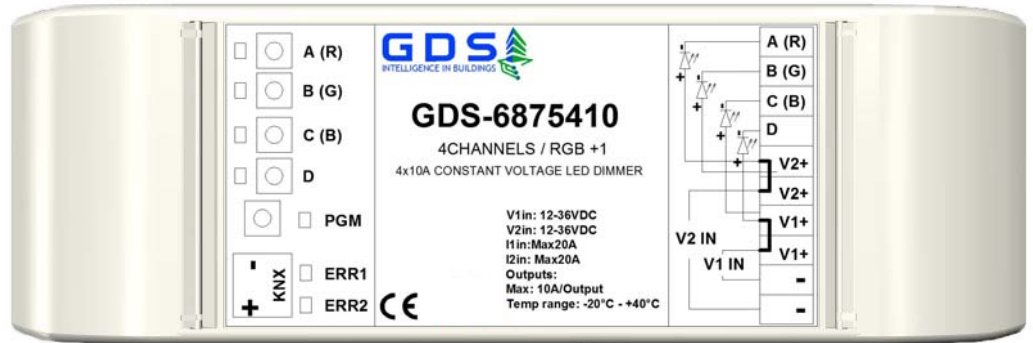 A (R)
B (G)
C (B)
D
PGM
ERR1
ERR2
-
+
KNX
GDS
INTELLIGENCE IN BUILDINGS
GDS-6875410
4CHANNELS / RGB +1
4x10A CONSTANT VOLTAGE LED DIMMER
V1in: 12-36VDC
V2in: 12-36VDC
I1in:Max20A
I2in: Max20A
Outputs:
Max: 10A/Output
Temp range: -20°C - +40°C
CE
-
+
-
+
-
+
-
+
V2 IN
V1 IN
A (R)
B (G)
C (B)
D
V2+
V2+
V1+
V1+
-
-